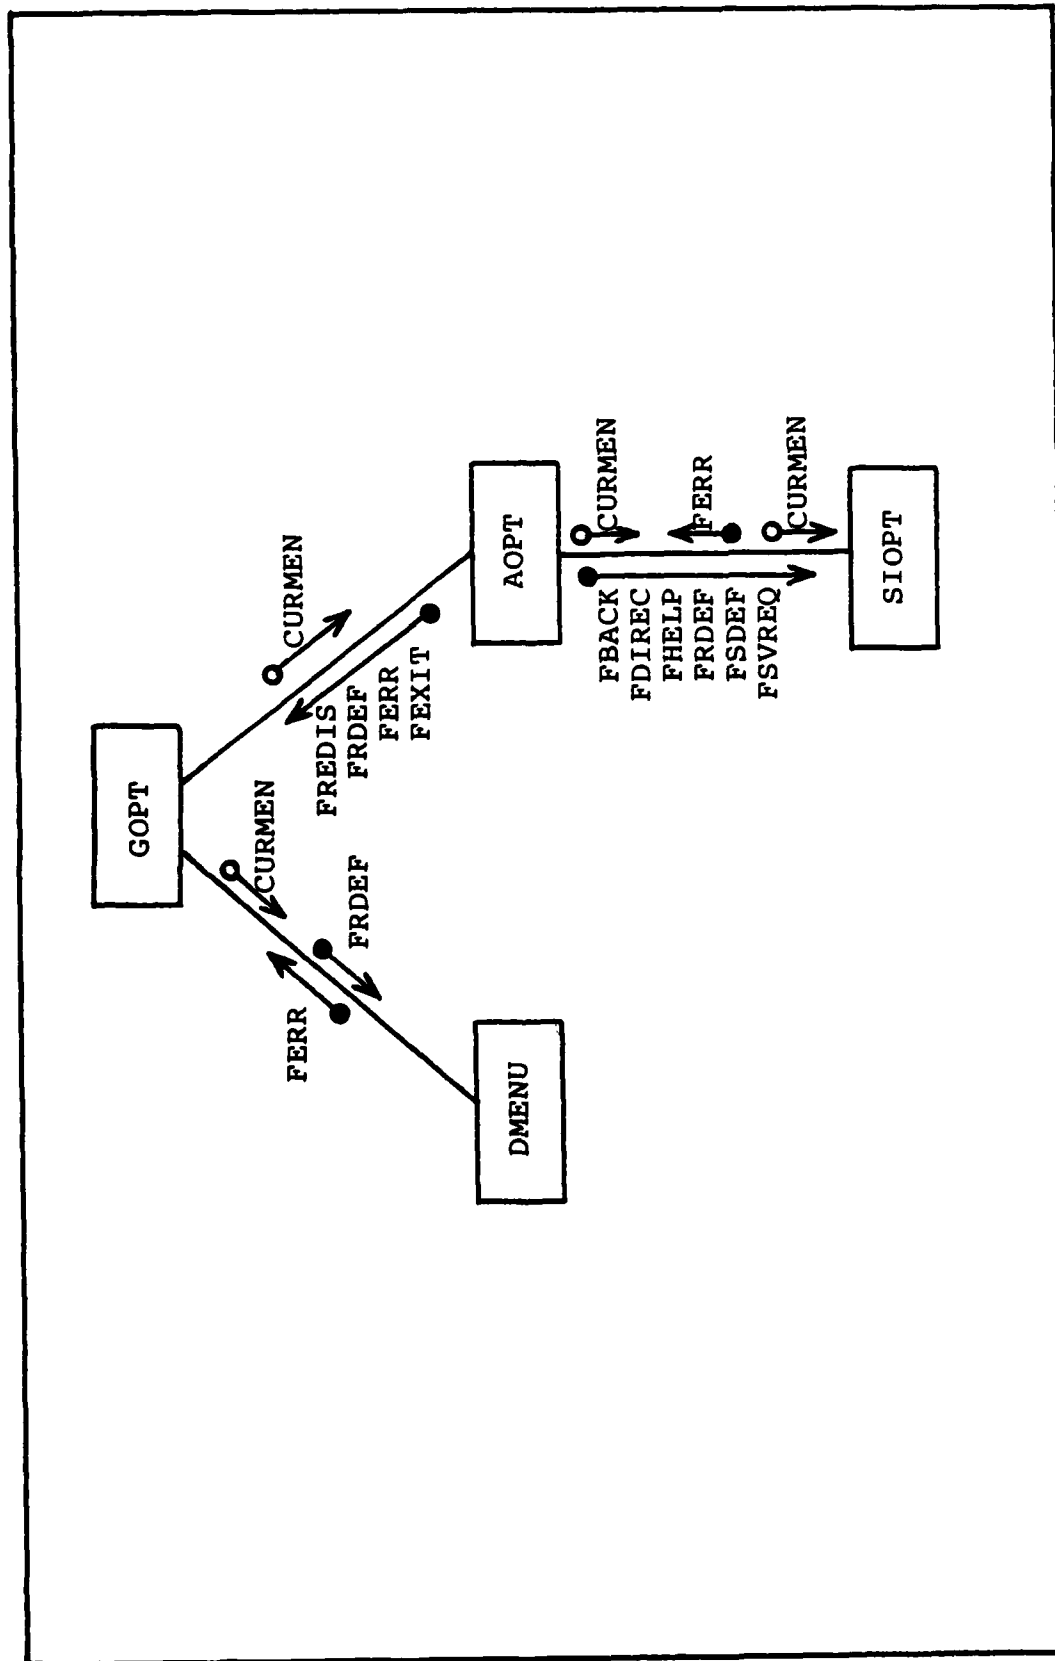 GOPT
CURMEN
CURMEN
FERR
FRDEF
FREDIS
FRDEF
FERR
FEXIT
DMENU
AOPT
FBACK
FDIREC
FHELP
FRDEF
FSDEF
FSVREQ
CURMEN
FERR
CURMEN
SIOPT